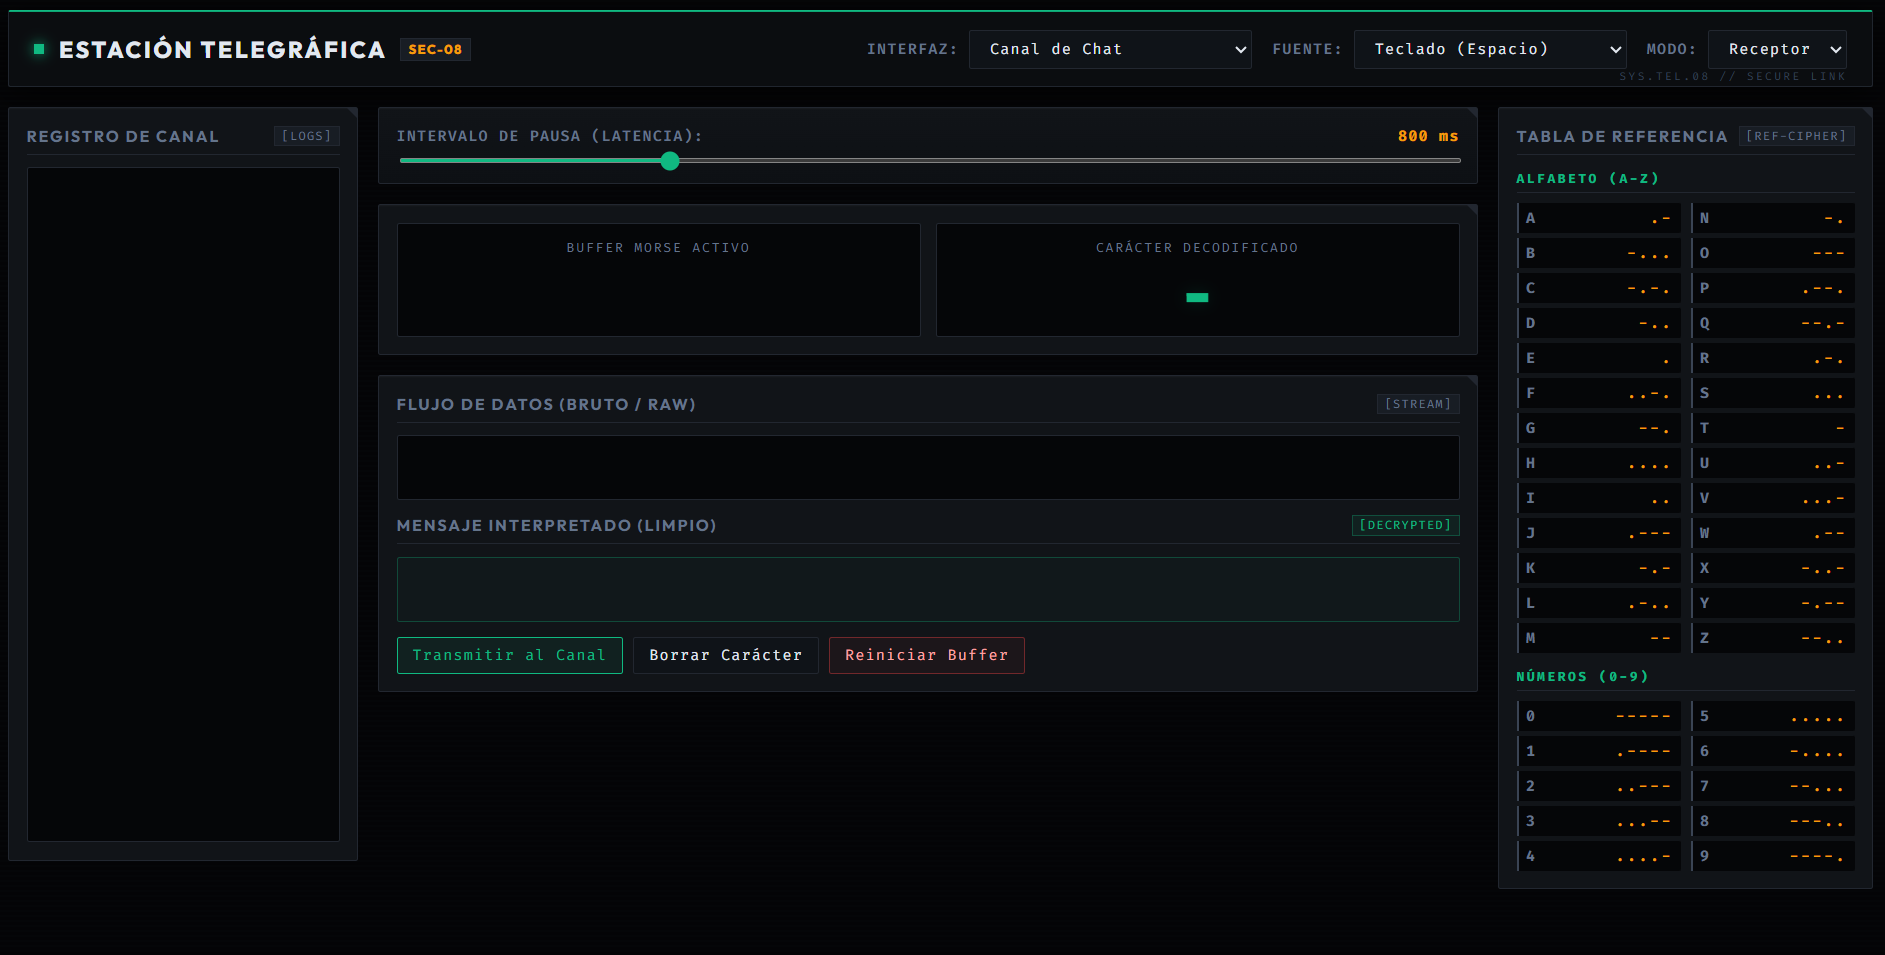 ESTACIÓN TELEGRÁFICA SEC-08 INTERFAZ: Canal de Chat FUENTE: Teclado (Espacio) MODO: Receptor
SYS.TEL.08 // SECURE LINK
REGISTRO DE CANAL [LOGS]
INTERVALO DE PAUSA (LATENCIA): 800 ms
BUFFER MORSE ACTIVO
CARÁCTER DECODIFICADO
-
FLUJO DE DATOS (BRUTO / RAW) [STREAM]
MENSAJE INTERPRETADO (LIMPIO) [DECRYPTED]
Transmitir al Canal Borrar Carácter Reiniciar Buffer
TABLA DE REFERENCIA [REF-CIPHER]
ALFABETO (A-Z)
A .- N -.
B -... O ---
C -.-. P .--.
D -.. Q --.-
E . R .-.
F ..-. S ...
G --. T -
H .... U ..-
I .. V ...-
J .--- W .--
K -.- X -..-
L .-.. Y -.--
M -- Z --..
NÚMEROS (0-9)
0 ----- 5 .....
1 .---- 6 -....
2 ..--- 7 --...
3 ...-- 8 ---..
4 ....- 9 ----.